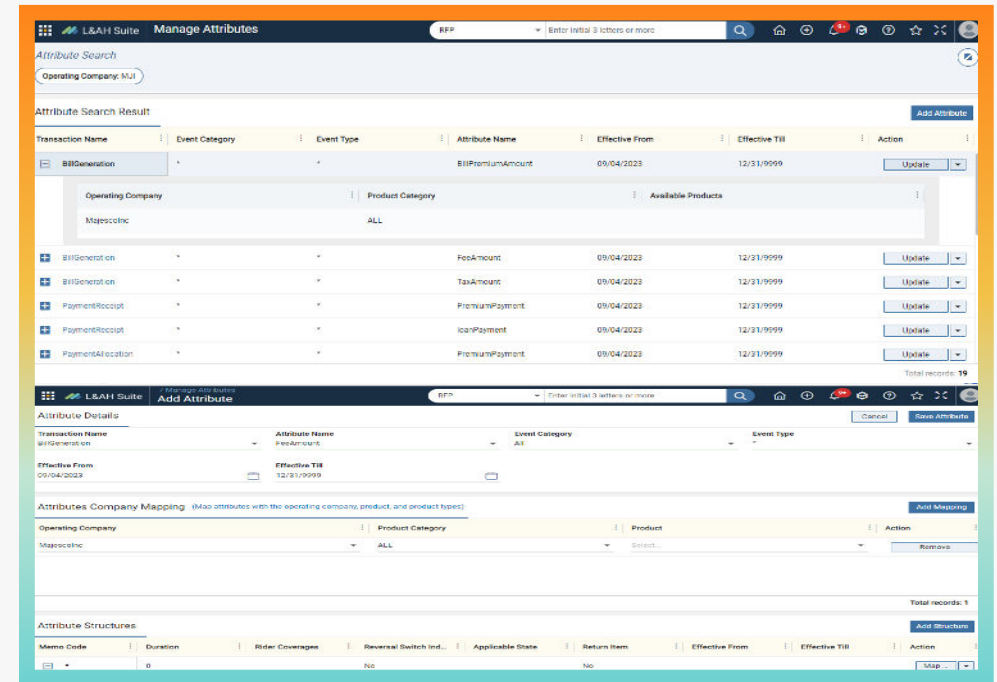 L&AH Suite Manage Attributes RFP Enter Initial 3 letters or more 9+
Attribute Search
Operating Company: MJI
Attribute Search Result Add Attribute
Transaction Name Event Category Event Type Attribute Name Effective From Effective Till Action
BillGeneration * * BillPremiumAmount 09/04/2023 12/31/9999 Update
Operating Company Product Category Available Products
MajescoInc ALL
BillGeneration * * FeeAmount 09/04/2023 12/31/9999 Update
BillGeneration * * TaxAmount 09/04/2023 12/31/9999 Update
PaymentReceipt * * PremiumPayment 09/04/2023 12/31/9999 Update
PaymentReceipt * * loanPayment 09/04/2023 12/31/9999 Update
PaymentAllocation * * PremiumPayment 09/04/2023 12/31/9999 Update
Total records: 19
/ Manage Attributes
L&AH Suite Add Attribute RFP Enter Initial 3 letters or more 9+
Attribute Details Cancel Save Attribute
Transaction Name Attribute Name Event Category Event Type
BillGeneration FeeAmount All *
Effective From Effective Till
09/04/2023 12/31/9999
Attributes Company Mapping (Map attributes with the operating company, product, and product types) Add Mapping
Operating Company Product Category Product Action
MajescoInc ALL Select... Remove
Total records: 1
Attribute Structures Add Structure
Memo Code Duration Rider Coverages Reversal Switch Ind... Applicable State Return Item Effective From Effective Till Action
* 0 No No Map ...